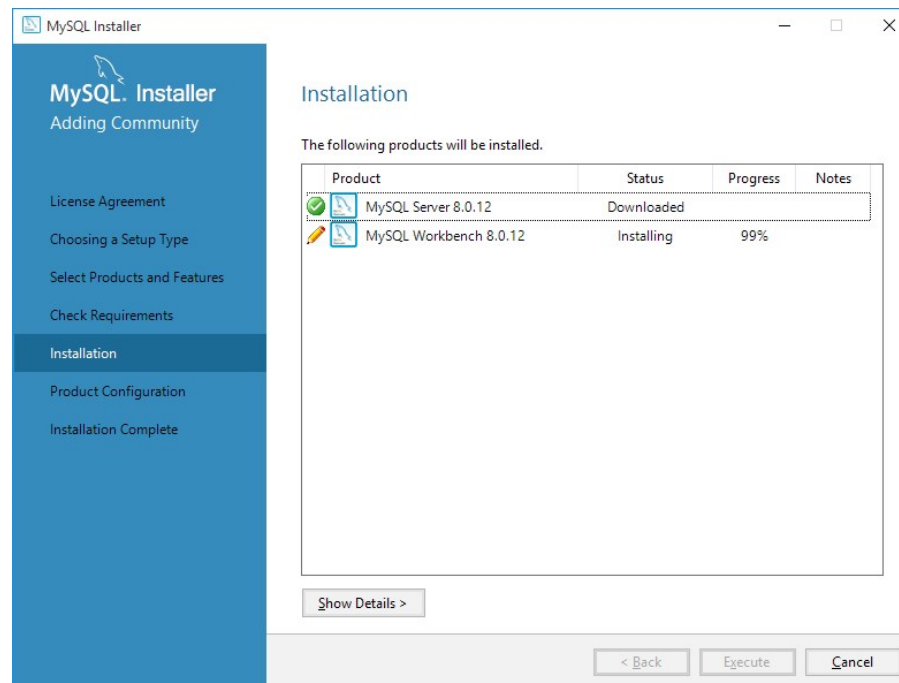 MySQL Installer
MySQL. Installer
Adding Community
License Agreement
Choosing a Setup Type
Select Products and Features
Check Requirements
Installation
Product Configuration
Installation Complete
Installation
The following products will be installed.
Product Status Progress Notes
MySQL Server 8.0.12 Downloaded
MySQL Workbench 8.0.12 Installing 99%
Show Details >
< Back Execute Cancel